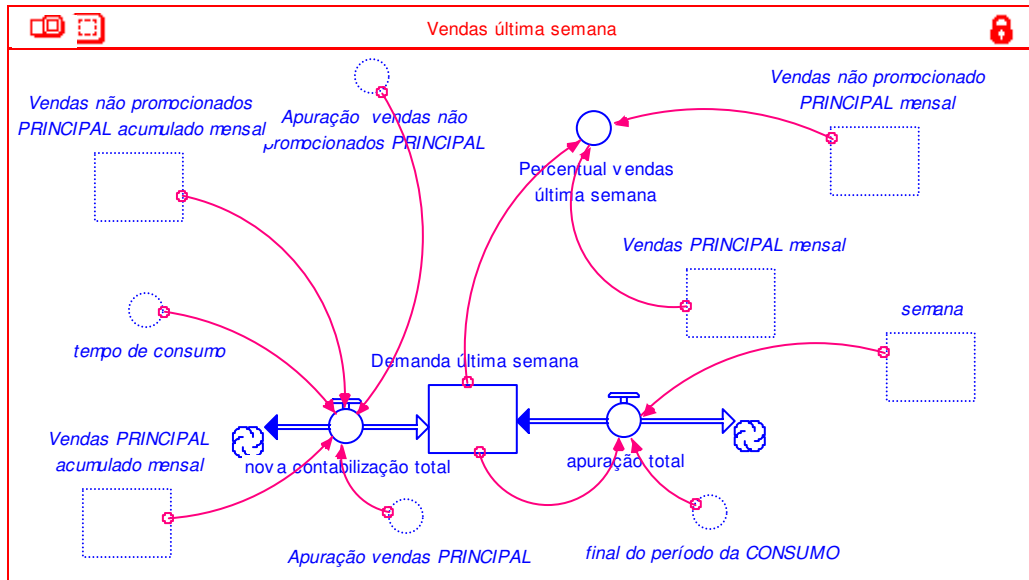 Vendas última semana
Vendas não promocionados
PRINCIPAL acumulado mensal
Apuração vendas não
promocionados PRINCIPAL
Vendas não promocionado
PRINCIPAL mensal
Percentual vendas
última semana
Vendas PRINCIPAL mensal
semana
tempo de consumo
Demanda última semana
Vendas PRINCIPAL
acumulado mensal
nova contabilização total
apuração total
Apuração vendas PRINCIPAL
final do período da CONSUMO